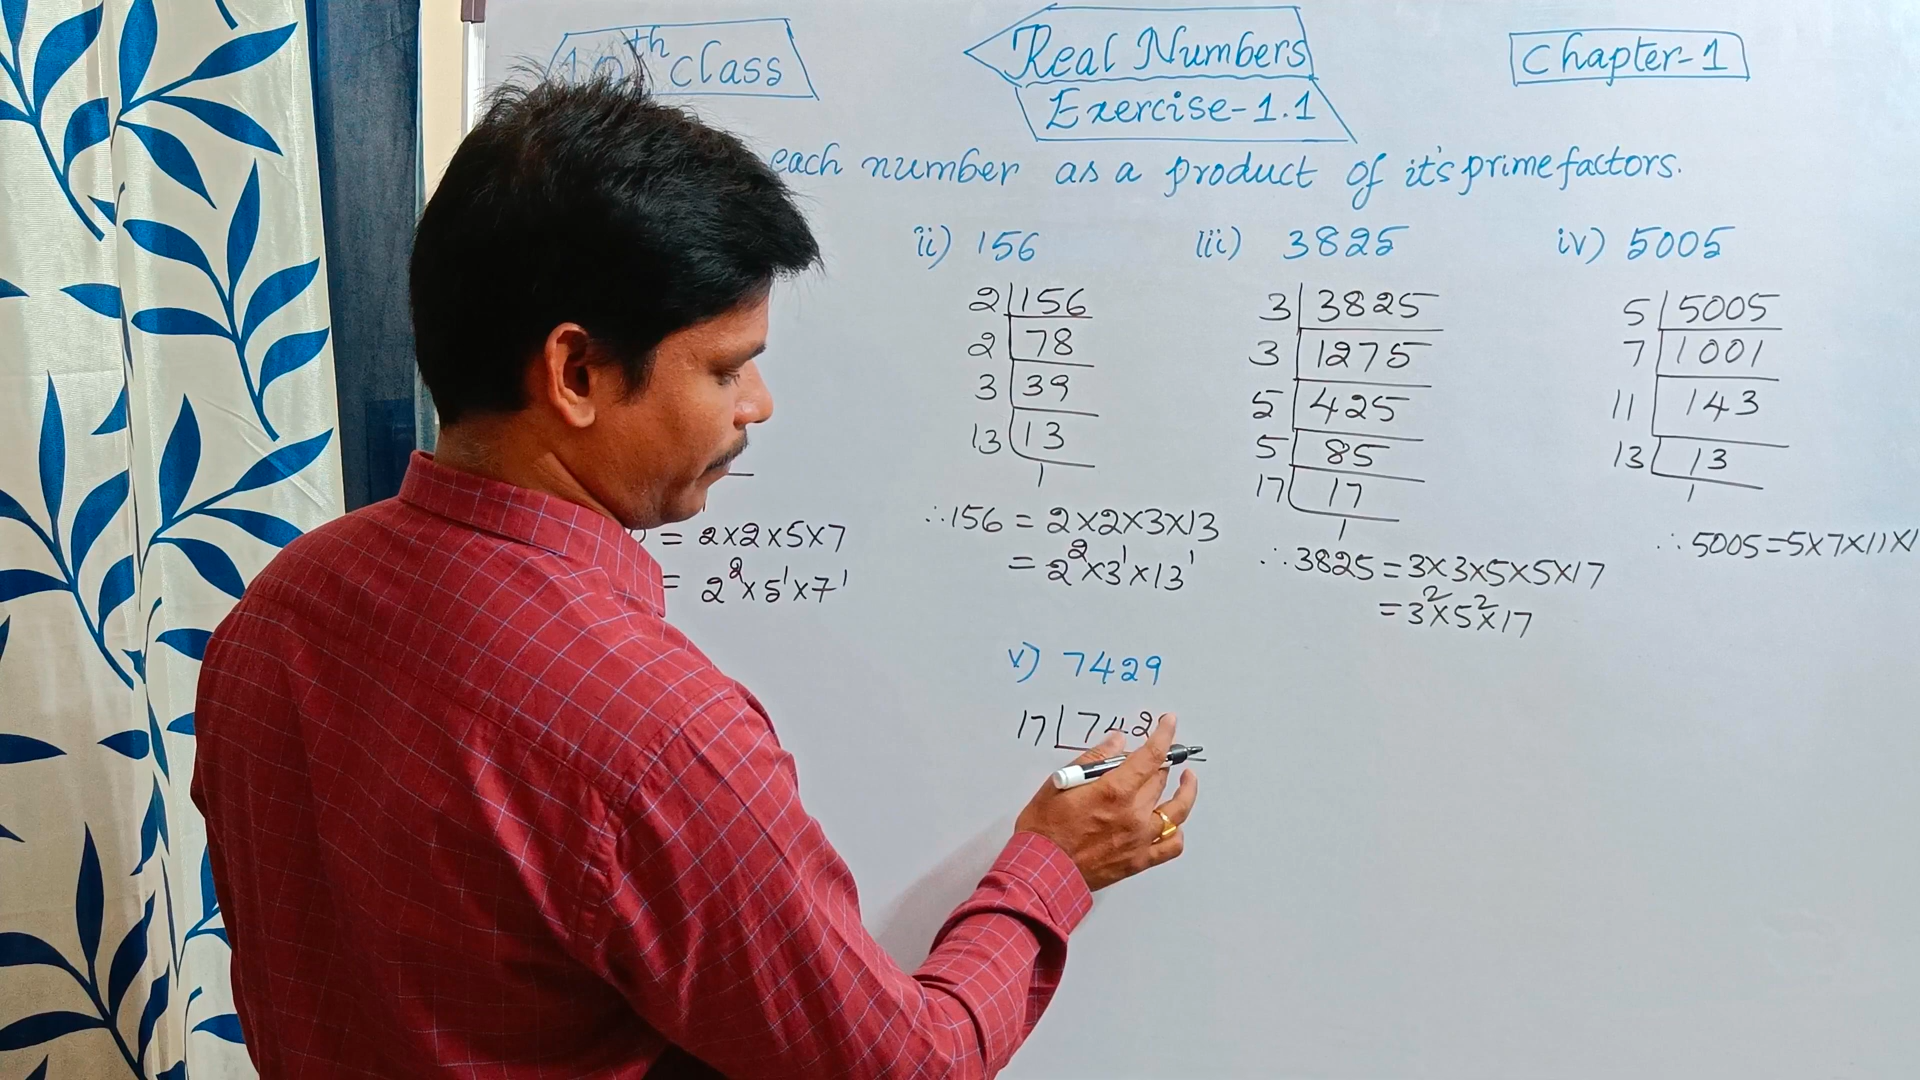 10th class
Real Numbers
Exercise-1.1
Chapter-1
each number as a product of it's prime factors.
ii) 156
2 | 156
2 | 78
3 | 39
13 | 13
1
∴ 156 = 2×2×3×13
= 2²×3¹×13¹
iii) 3825
3 | 3825
3 | 1275
5 | 425
5 | 85
17 | 17
1
∴ 3825 = 3×3×5×5×17
= 3²×5²×17
iv) 5005
5 | 5005
7 | 1001
11 | 143
13 | 13
1
∴ 5005 = 5×7×11×1
= 2×2×5×7
= 2²×5¹×7¹
v) 7429
17 | 742